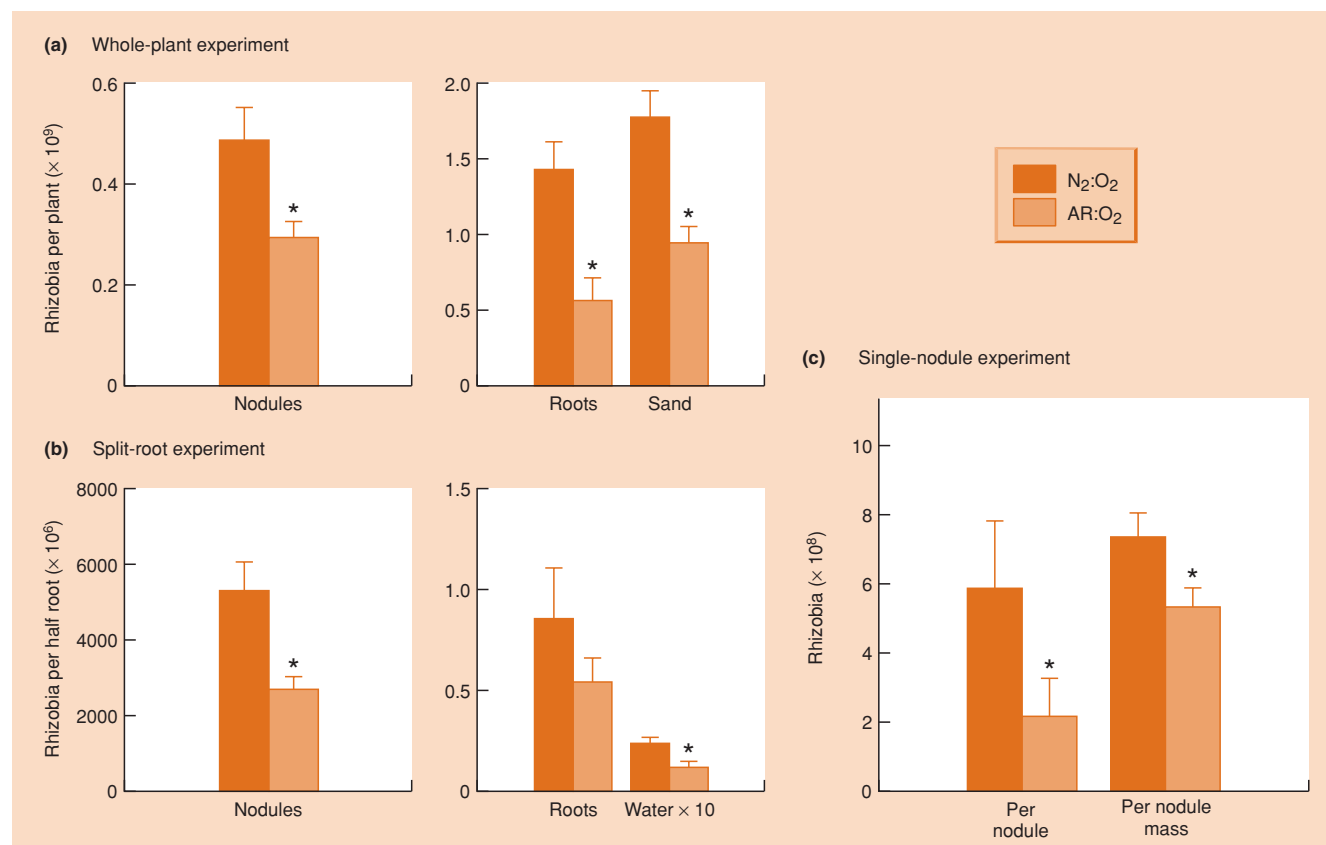 (a) Whole-plant experiment
Rhizobia per plant (× 10⁹)
0.6
0.4
0.2
0
Nodules
2.0
1.5
1.0
0.5
0
*
*
*
Roots Sand
N₂:O₂
AR:O₂
(b) Split-root experiment
Rhizobia per half root (× 10⁶)
8000
6000
4000
2000
0
*
Nodules
1.5
1.0
0.5
0
*
Roots Water × 10
(c) Single-nodule experiment
Rhizobia (× 10⁸)
10
8
6
4
2
0
*
*
Per
nodule
Per nodule
mass